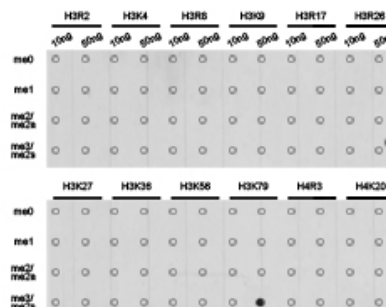 H3R2 H3K4 H3R8 H3K9 H3R17 H3R26
10ng 50ng 10ng 50ng 10ng 50ng 10ng 50ng 10ng 50ng 10ng 50ng
me0
me1
me2/
me2a
me3/
me2s
H3K27 H3K36 H3K56 H3K79 H4R3 H4K20
me0
me1
me2/
me2a
me3/
me2s